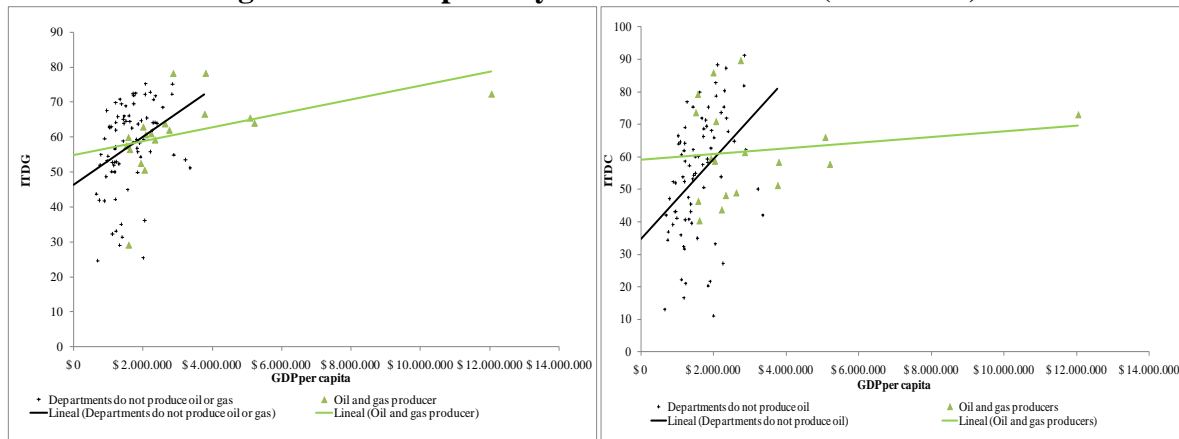 90
80
70
60
50
40
30
20
10
0
ITDG
$ 0 $ 2.000.000 $ 4.000.000 $ 6.000.000 $ 8.000.000 $ 10.000.000 $ 12.000.000 $ 14.000.000
GDP per capita
Departments do not produce oil or gas Oil and gas producer
Lineal (Departments do not produce oil or gas) Lineal (Oil and gas producer)
100
90
80
70
60
50
40
30
20
10
0
ITDC
$ 0 $ 2.000.000 $ 4.000.000 $ 6.000.000 $ 8.000.000 $ 10.000.000 $ 12.000.000 $ 14.000.000
GDP per capita
Departments do not produce oil Oil and gas producers
Lineal (Departments do not produce oil) Lineal (Oil and gas producers)